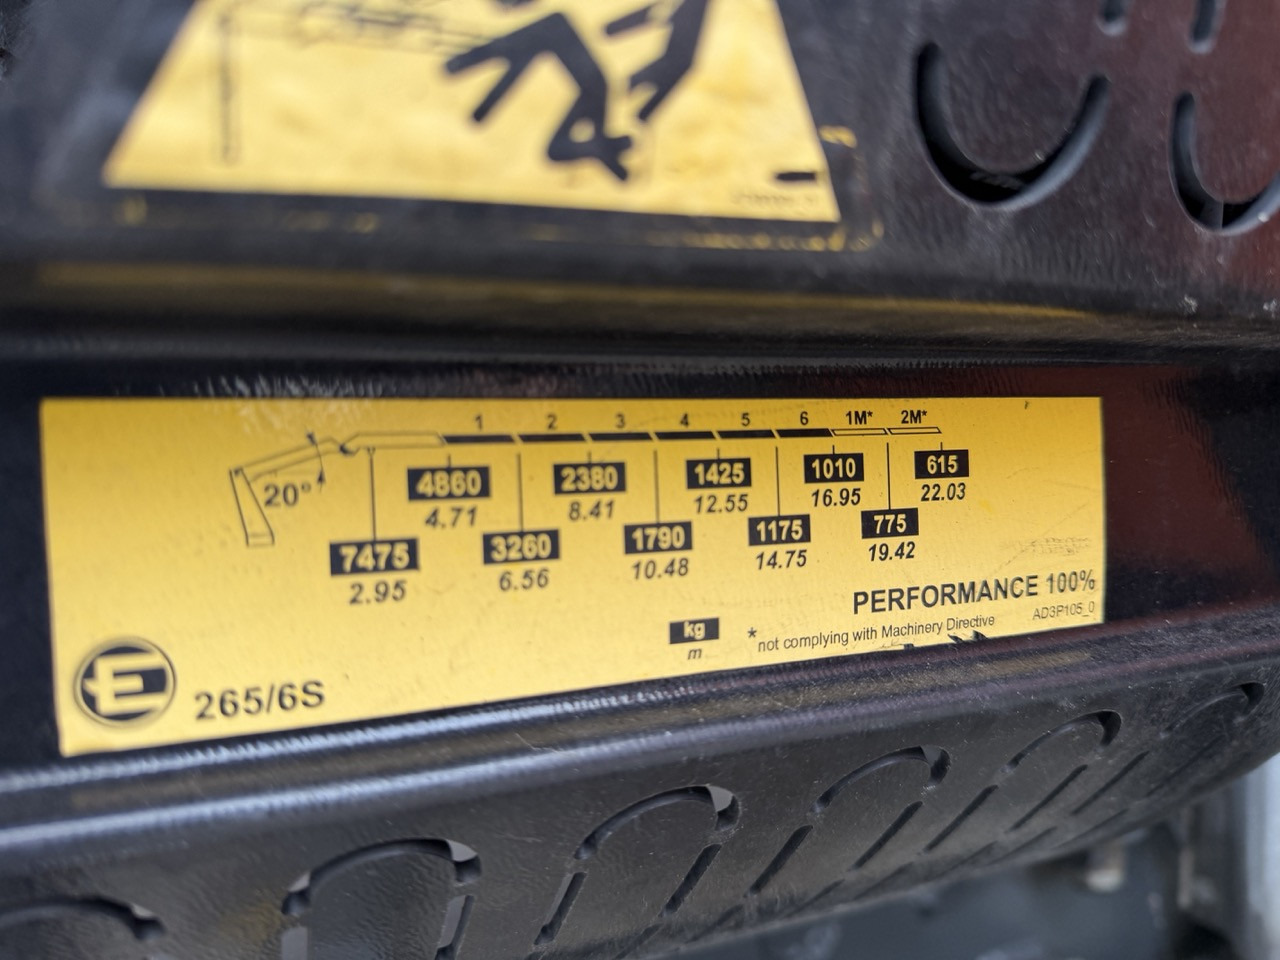 1 2 3 4 5 6 1M* 2M*
20°
4860 2380 1425 1010 615
4.71 8.41 12.55 16.95 22.03
7475 3260 1790 1175 775
2.95 6.56 10.48 14.75 19.42
PERFORMANCE 100%
kg
m
* not complying with Machinery Directive
AD3P105_0
E 265/6S